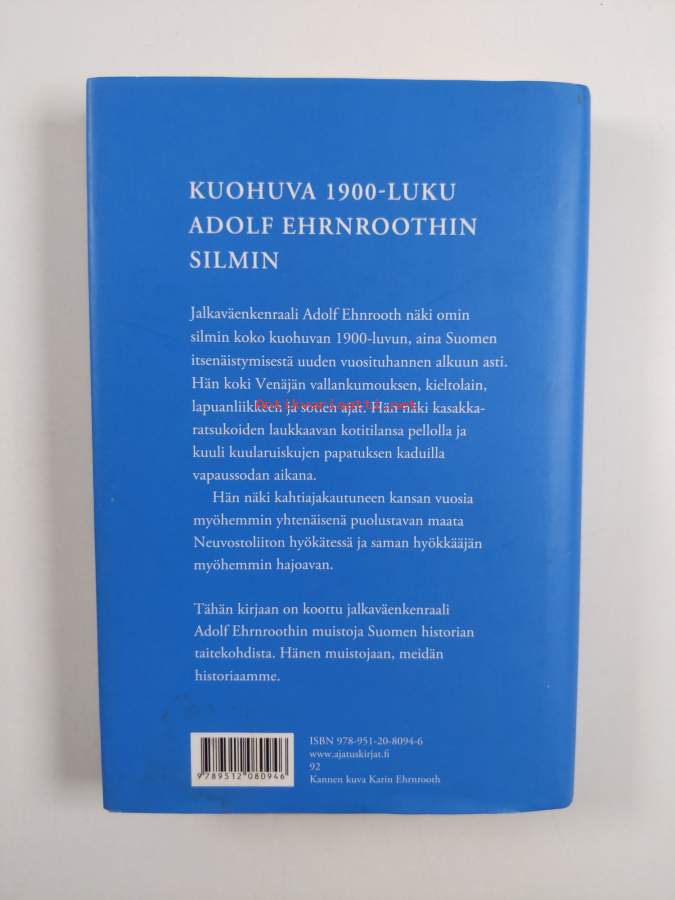 KUOHUVA 1900-LUKU
ADOLF EHRNROOTHIN
SILMIN
Jalkaväenkenraali Adolf Ehnrooth näki omin
silmin koko kuohuvan 1900-luvun, aina Suomen
itsenäistymisestä uuden vuosituhannen alkuun asti.
Hän koki Venäjän vallankumouksen, kieltolain,
lapuanliikkeen ja sotien ajat. Hän näki kasakka-
Antikvariaatti.net
ratsukoiden laukkaavan kotitilansa pellolla ja
kuuli kuularuiskujen papatuksen kaduilla
vapaussodan aikana.
Hän näki kahtiajakautuneen kansan vuosia
myöhemmin yhtenäisenä puolustavan maata
Neuvostoliiton hyökätessä ja saman hyökkääjän
myöhemmin hajoavan.
Tähän kirjaan on koottu jalkaväenkenraali
Adolf Ehrnroothin muistoja Suomen historian
taitekohdista. Hänen muistojaan, meidän
historiaamme.
ISBN 978-951-20-8094-6
www.ajatuskirjat.fi
92
Kannen kuva Karin Ehrnrooth
9789512080946